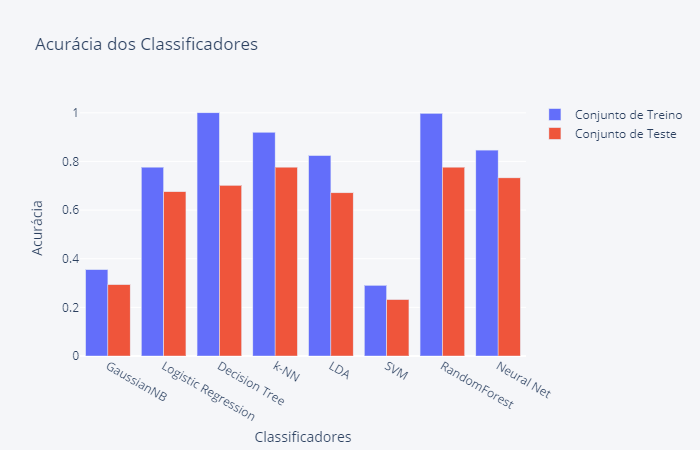 Acurácia dos Classificadores
Conjunto de Treino
Conjunto de Teste
Acurácia
1
0.8
0.6
0.4
0.2
0
GaussianNB
Logistic Regression
Decision Tree
k-NN
LDA
SVM
RandomForest
Neural Net
Classificadores